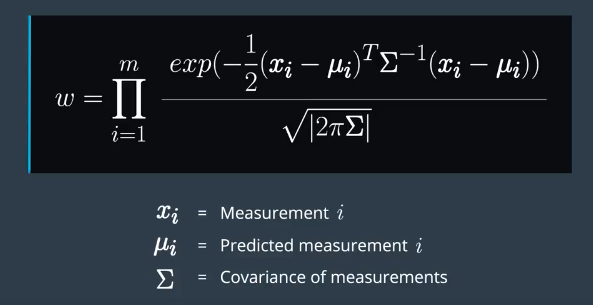 w = ∏_{i=1}^{m} exp(-1/2(x_i − μ_i)^T Σ^{-1}(x_i − μ_i)) / √|2πΣ|
x_i = Measurement i
μ_i = Predicted measurement i
Σ = Covariance of measurements